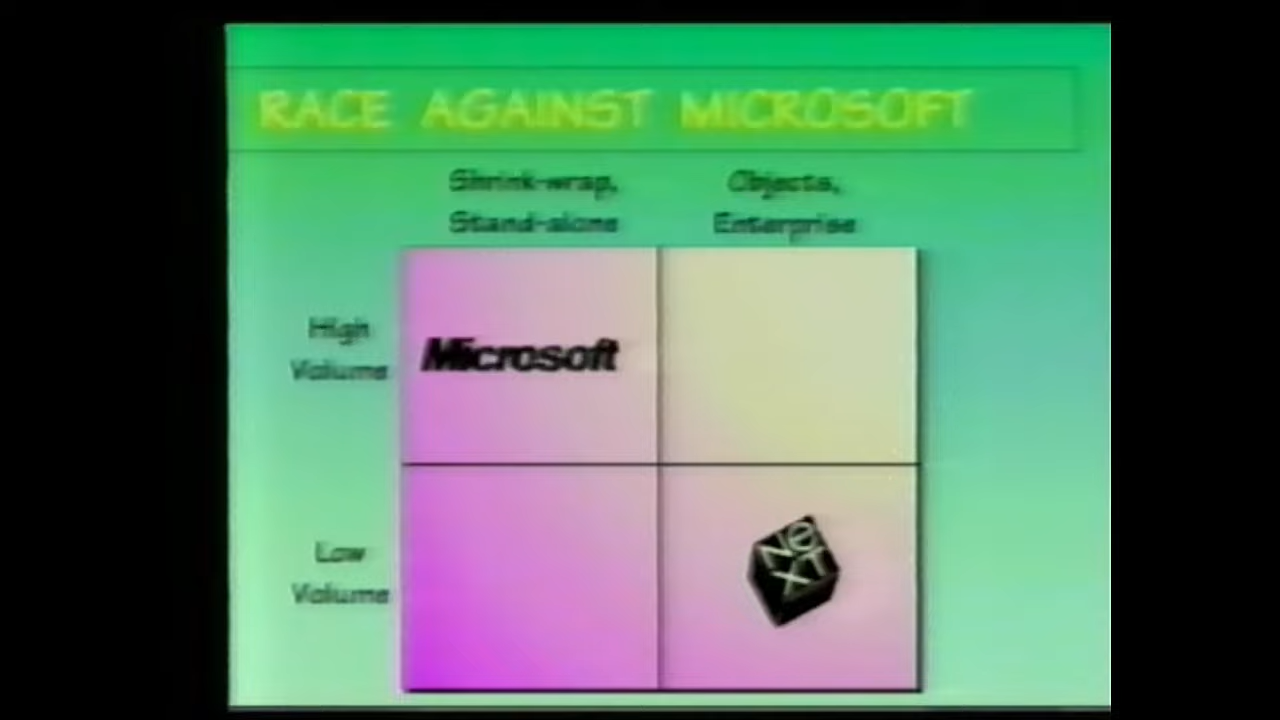 RACE AGAINST MICROSOFT
Shrink-wrap,
Stand-alone
Objects,
Enterprise
High
Volume
Microsoft
Low
Volume
NeXT